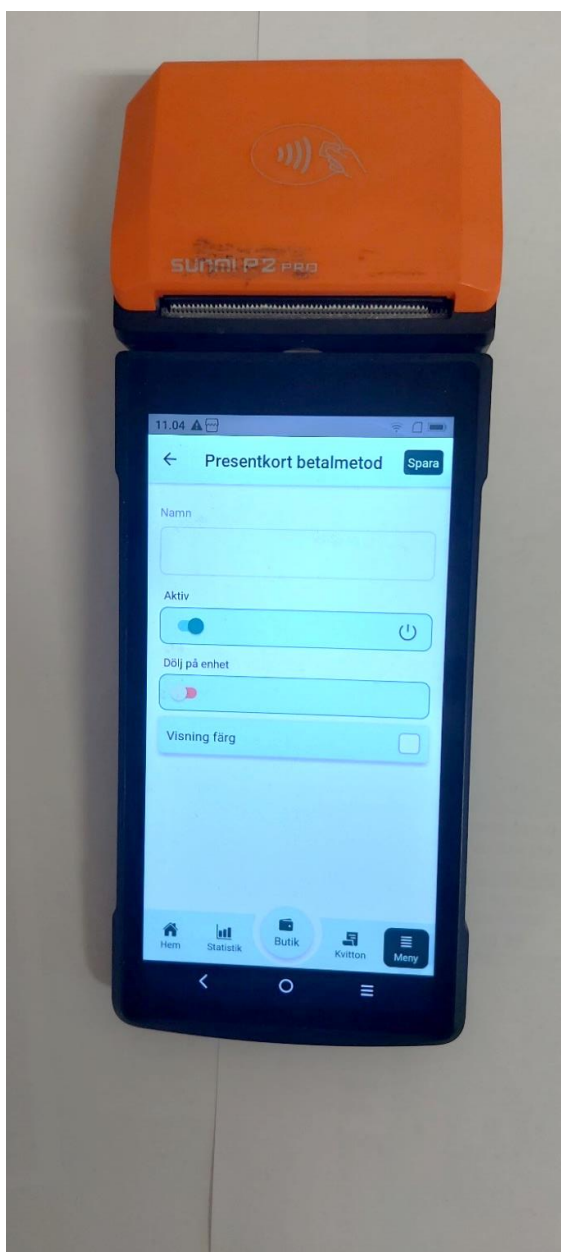 SUNMI P2 PRO
11.04
Presentkort betalmetod
Spara
Namn
Aktiv
Dölj på enhet
Visning färg
Hem
Statistik
Butik
Kvitton
Meny